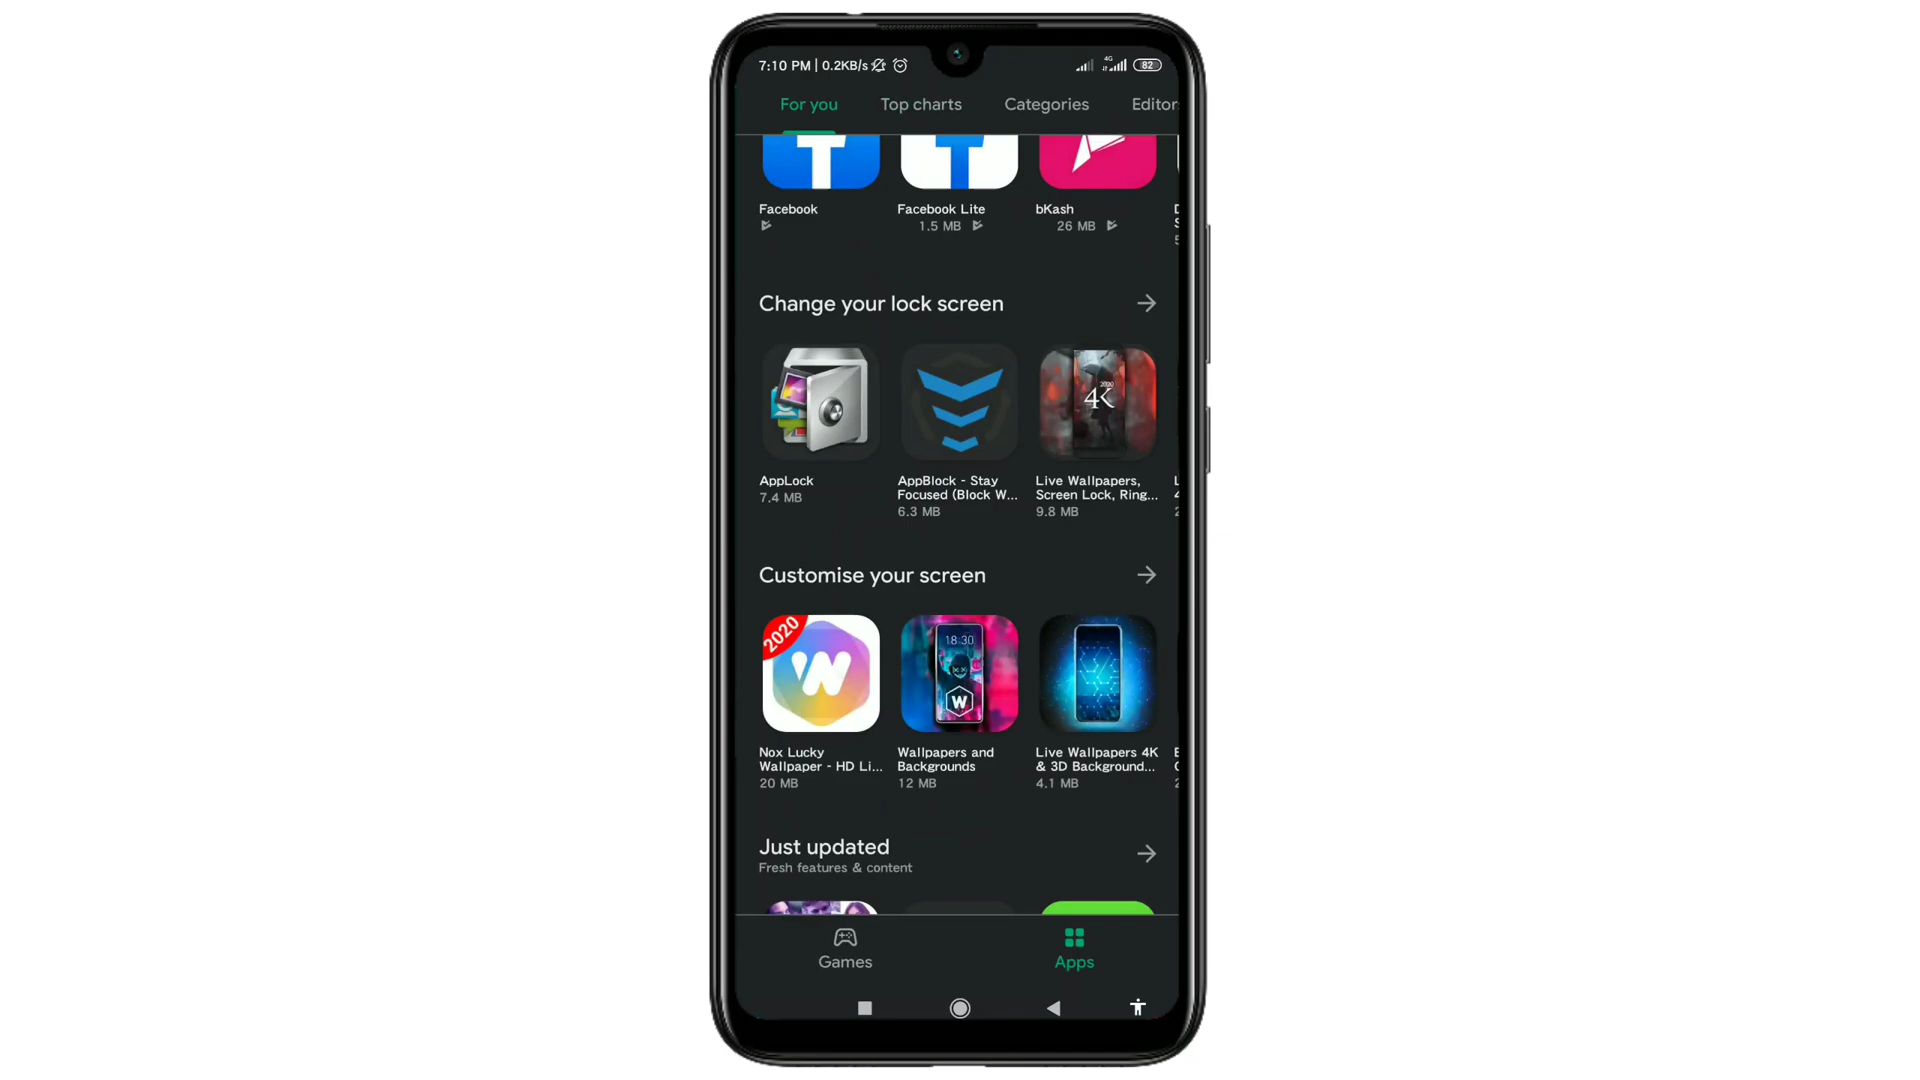 7:10 PM | 0.2KB/s
4G
82
For you
Top charts
Categories
Editor
Facebook
Facebook Lite
1.5 MB
bKash
26 MB
Change your lock screen
2020
4K
AppLock
7.4 MB
AppBlock - Stay
Focused (Block W...
6.3 MB
Live Wallpapers,
Screen Lock, Ring...
9.8 MB
Customise your screen
2020
W
18:30
W
Nox Lucky
Wallpaper - HD Li...
20 MB
Wallpapers and
Backgrounds
12 MB
Live Wallpapers 4K
& 3D Background...
4.1 MB
Just updated
Fresh features & content
Games
Apps